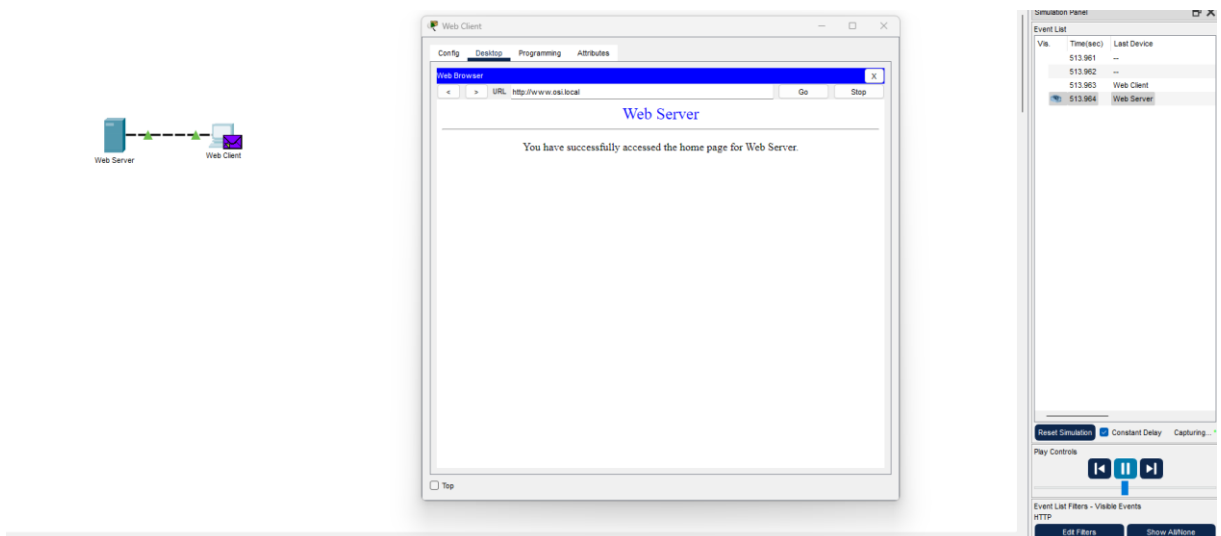 Web Server
Web Client
Web Client
Config Desktop Programming Attributes
Web Browser X
< > URL http://www.osi.local Go Stop
Web Server
You have successfully accessed the home page for Web Server.
Top
Simulation Panel
Event List
Vis. Time(sec) Last Device
513.961 --
513.962 --
513.963 Web Client
513.964 Web Server
Reset Simulation Constant Delay Capturing...
Play Controls
Event List Filters - Visible Events
HTTP
Edit Filters Show All/None